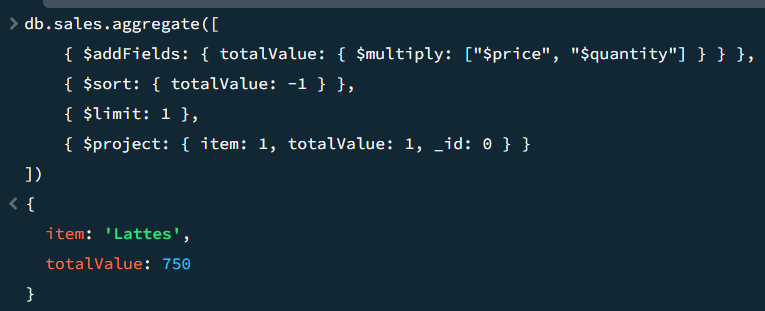 > db.sales.aggregate([
{ $addFields: { totalValue: { $multiply: ["$price", "$quantity"] } } },
{ $sort: { totalValue: -1 } },
{ $limit: 1 },
{ $project: { item: 1, totalValue: 1, _id: 0 } }
])
< {
item: 'Lattes',
totalValue: 750
}